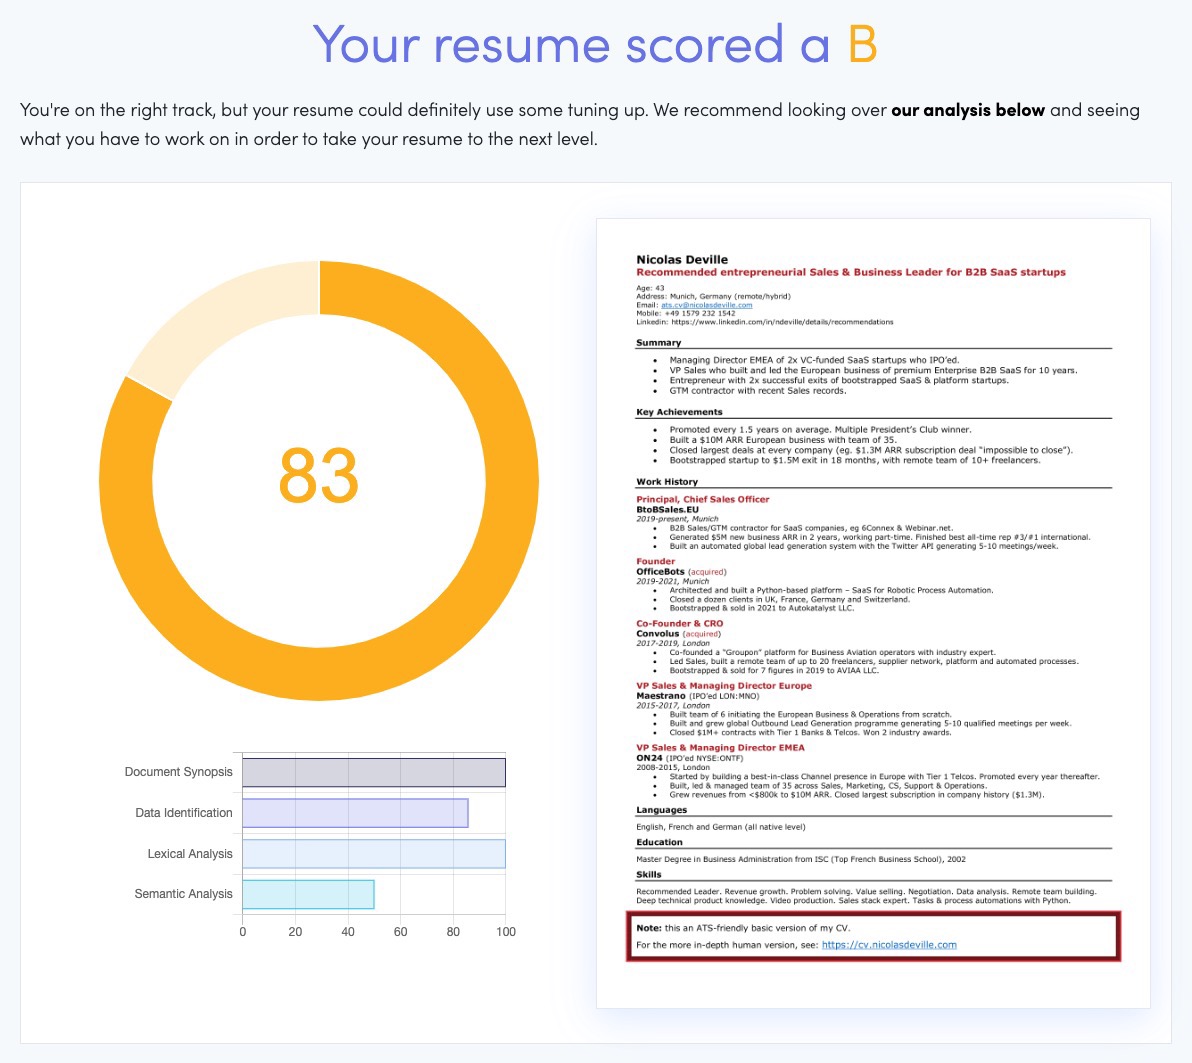 Your resume scored a B
You're on the right track, but your resume could definitely use some tuning up. We recommend looking over our analysis below and seeing
what you have to work on in order to take your resume to the next level.
83
Document Synopsis
Data Identification
Lexical Analysis
Semantic Analysis
0 20 40 60 80 100
Nicolas Deville
Recommended entrepreneurial Sales & Business Leader for B2B SaaS startups
Age: 43
Address: Munich, Germany (remote/hybrid)
Email: ats.cv@nicolasdeville.com
Mobile: +49 1579 232 1542
Linkedin: https://www.linkedin.com/in/ndeville/details/recommendations
Summary
• Managing Director EMEA of 2x VC-funded SaaS startups who IPO'ed.
• VP Sales who built and led the European business of premium Enterprise B2B SaaS for 10 years.
• Entrepreneur with 2x successful exits of bootstrapped SaaS & platform startups.
• GTM contractor with recent Sales records.
Key Achievements
• Promoted every 1.5 years on average. Multiple President's Club winner.
• Built a $10M ARR European business with team of 35.
• Closed largest deals at every company (eg. $1.3M ARR subscription deal “impossible to close”).
• Bootstrapped startup to $1.5M exit in 18 months, with remote team of 10+ freelancers.
Work History
Principal, Chief Sales Officer
BtoBSales.EU
2019-present, Munich
• B2B Sales/GTM contractor for SaaS companies, eg 6Connex & Webinar.net.
• Generated $5M new business ARR in 2 years, working part-time. Finished best all-time rep #3/#1 international.
• Built an automated global lead generation system with the Twitter API generating 5-10 meetings/week.
Founder
OfficeBots (acquired)
2019-2021, Munich
• Architected and built a Python-based platform – SaaS for Robotic Process Automation.
• Closed a dozen clients in UK, France, Germany and Switzerland.
• Bootstrapped & sold in 2021 to Autokatalyst LLC.
Co-Founder & CRO
Convolus (acquired)
2017-2019, London
• Co-founded a “Groupon” platform for Business Aviation operators with industry expert.
• Led Sales, built a remote team of up to 20 freelancers, supplier network, platform and automated processes.
• Bootstrapped & sold for 7 figures in 2019 to AVIAA LLC.
VP Sales & Managing Director Europe
Maestrano (IPO'ed LON:MNO)
2015-2017, London
• Built team of 6 initiating the European Business & Operations from scratch.
• Built and grew global Outbound Lead Generation programme generating 5-10 qualified meetings per week.
• Closed $1M+ contracts with Tier 1 Banks & Telcos. Won 2 industry awards.
VP Sales & Managing Director EMEA
ON24 (IPO'ed NYSE:ONTF)
2008-2015, London
• Started by building a best-in-class Channel presence in Europe with Tier 1 Telcos. Promoted every year thereafter.
• Built, led & managed team of 35 across Sales, Marketing, CS, Support & Operations.
• Grew revenues from <$800k to $10M ARR. Closed largest subscription in company history ($1.3M).
Languages
English, French and German (all native level)
Education
Master Degree in Business Administration from ISC (Top French Business School), 2002
Skills
Recommended Leader. Revenue growth. Problem solving. Value selling. Negotiation. Data analysis. Remote team building.
Deep technical product knowledge. Video production. Sales stack expert. Tasks & process automations with Python.
Note: this an ATS-friendly basic version of my CV.
For the more in-depth human version, see: https://cv.nicolasdeville.com